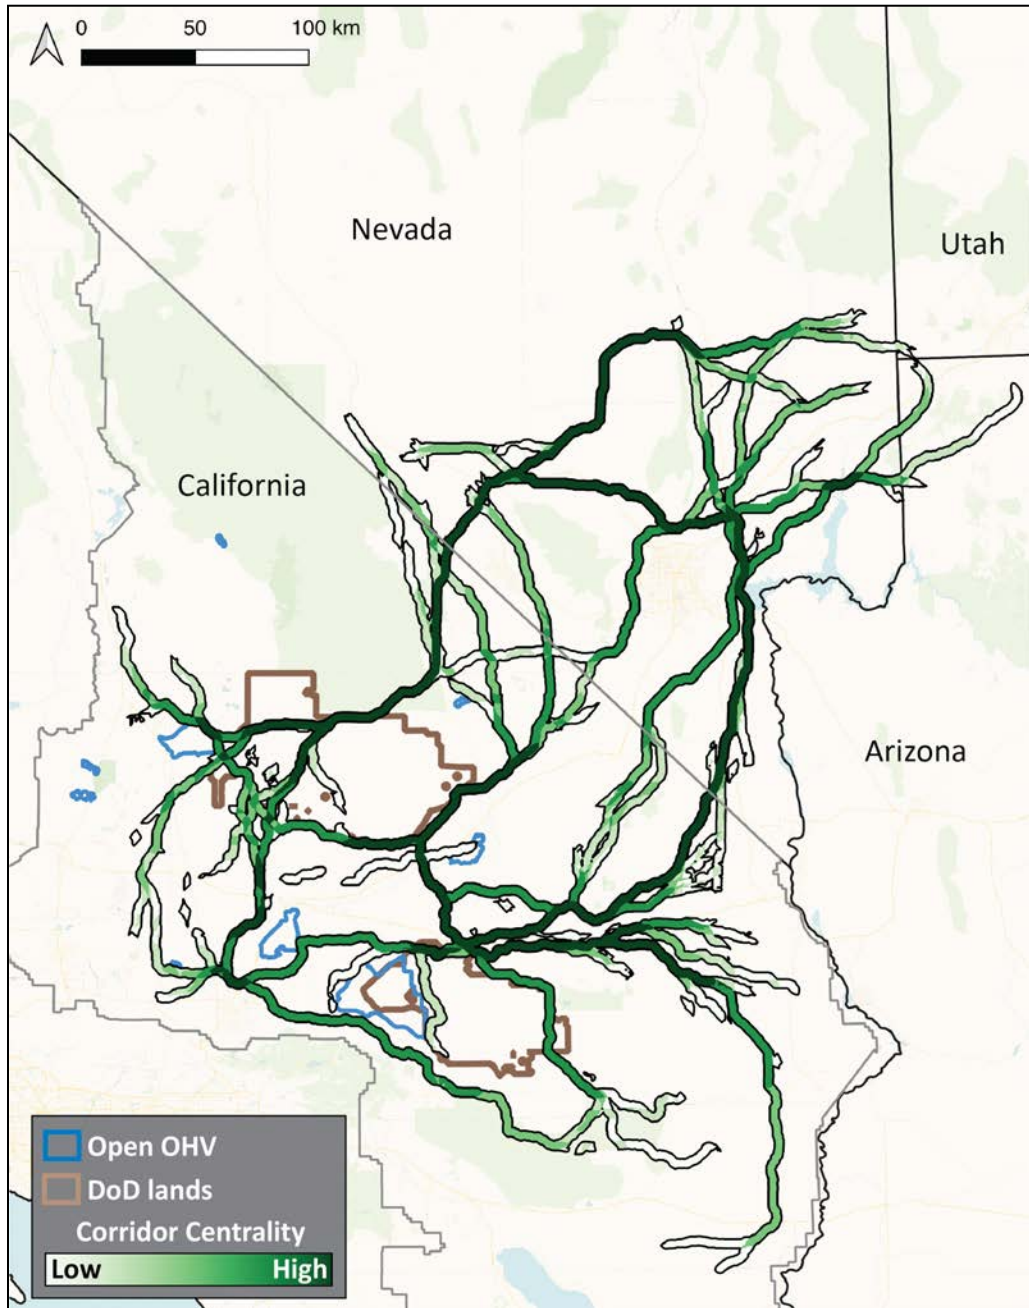 0 50 100 km
Nevada
Utah
California
Arizona
Open OHV
DoD lands
Corridor Centrality
Low High